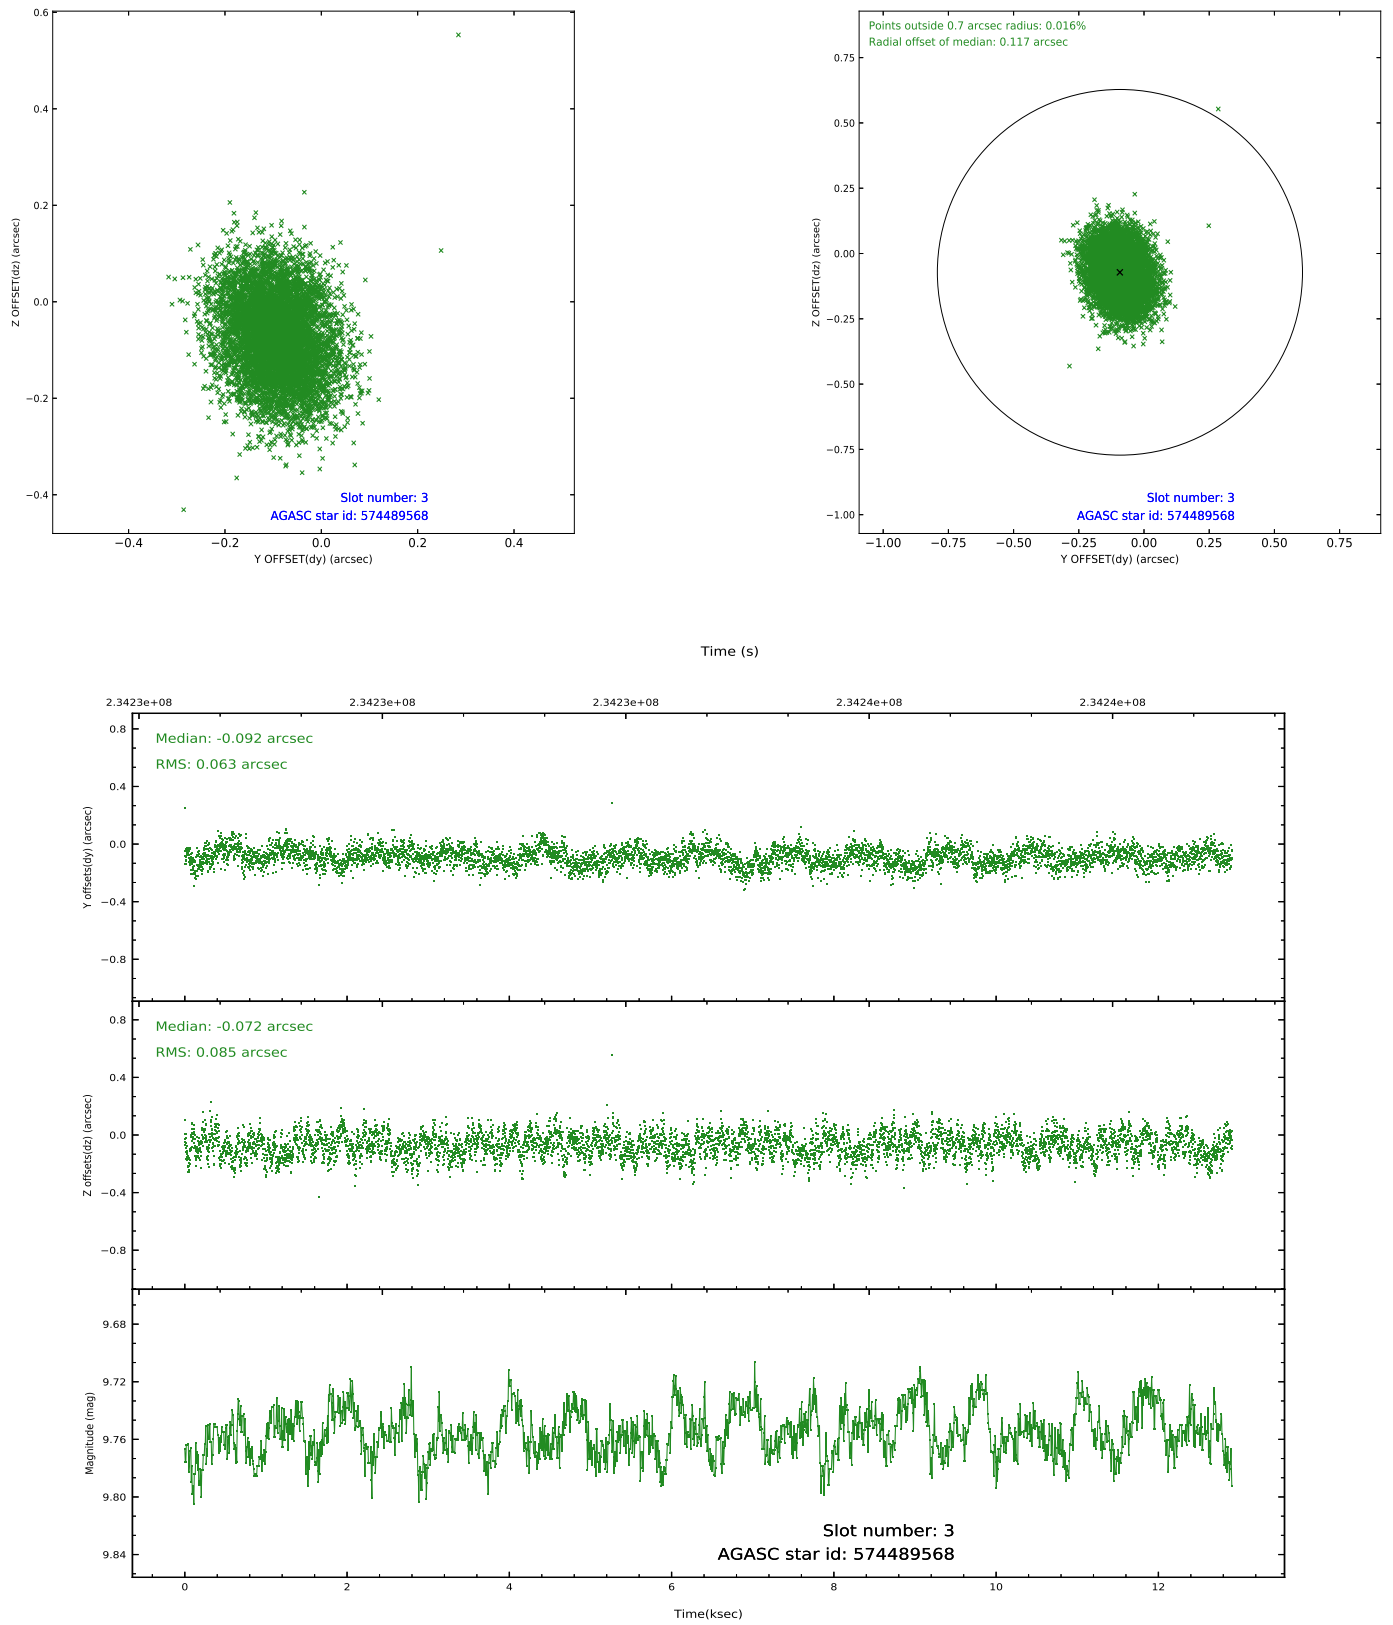 0.6
0.4
0.2
0.0
−0.2
−0.4
Z OFFSET(dz) (arcsec)
Slot number: 3
AGASC star id: 574489568
−0.4 −0.2 0.0 0.2 0.4
Y OFFSET(dy) (arcsec)
Points outside 0.7 arcsec radius: 0.016%
Radial offset of median: 0.117 arcsec
0.75
0.50
0.25
0.00
−0.25
−0.50
−0.75
−1.00
Z OFFSET(dz) (arcsec)
Slot number: 3
AGASC star id: 574489568
−1.00 −0.75 −0.50 −0.25 0.00 0.25 0.50 0.75
Y OFFSET(dy) (arcsec)
Time (s)
2.3423e+08 2.3423e+08 2.3423e+08 2.3424e+08 2.3424e+08
Median: -0.092 arcsec
RMS: 0.063 arcsec
0.8
0.4
0.0
−0.4
−0.8
Y offsets(dy) (arcsec)
Median: -0.072 arcsec
RMS: 0.085 arcsec
0.8
0.4
0.0
−0.4
−0.8
Z offsets(dz) (arcsec)
9.68
9.72
9.76
9.80
9.84
Magnitude (mag)
Slot number: 3
AGASC star id: 574489568
0 2 4 6 8 10 12
Time(ksec)